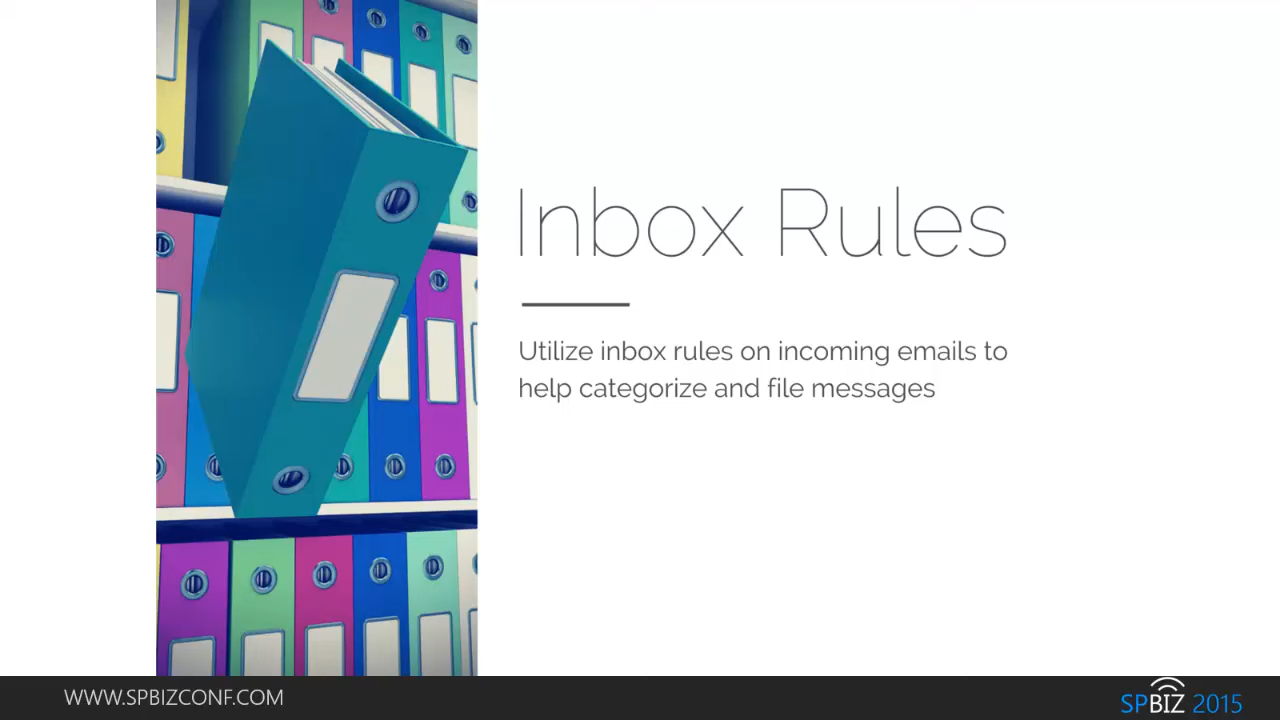 Inbox Rules
Utilize inbox rules on incoming emails to
help categorize and file messages
WWW.SPBIZCONF.COM
SPBIZ 2015